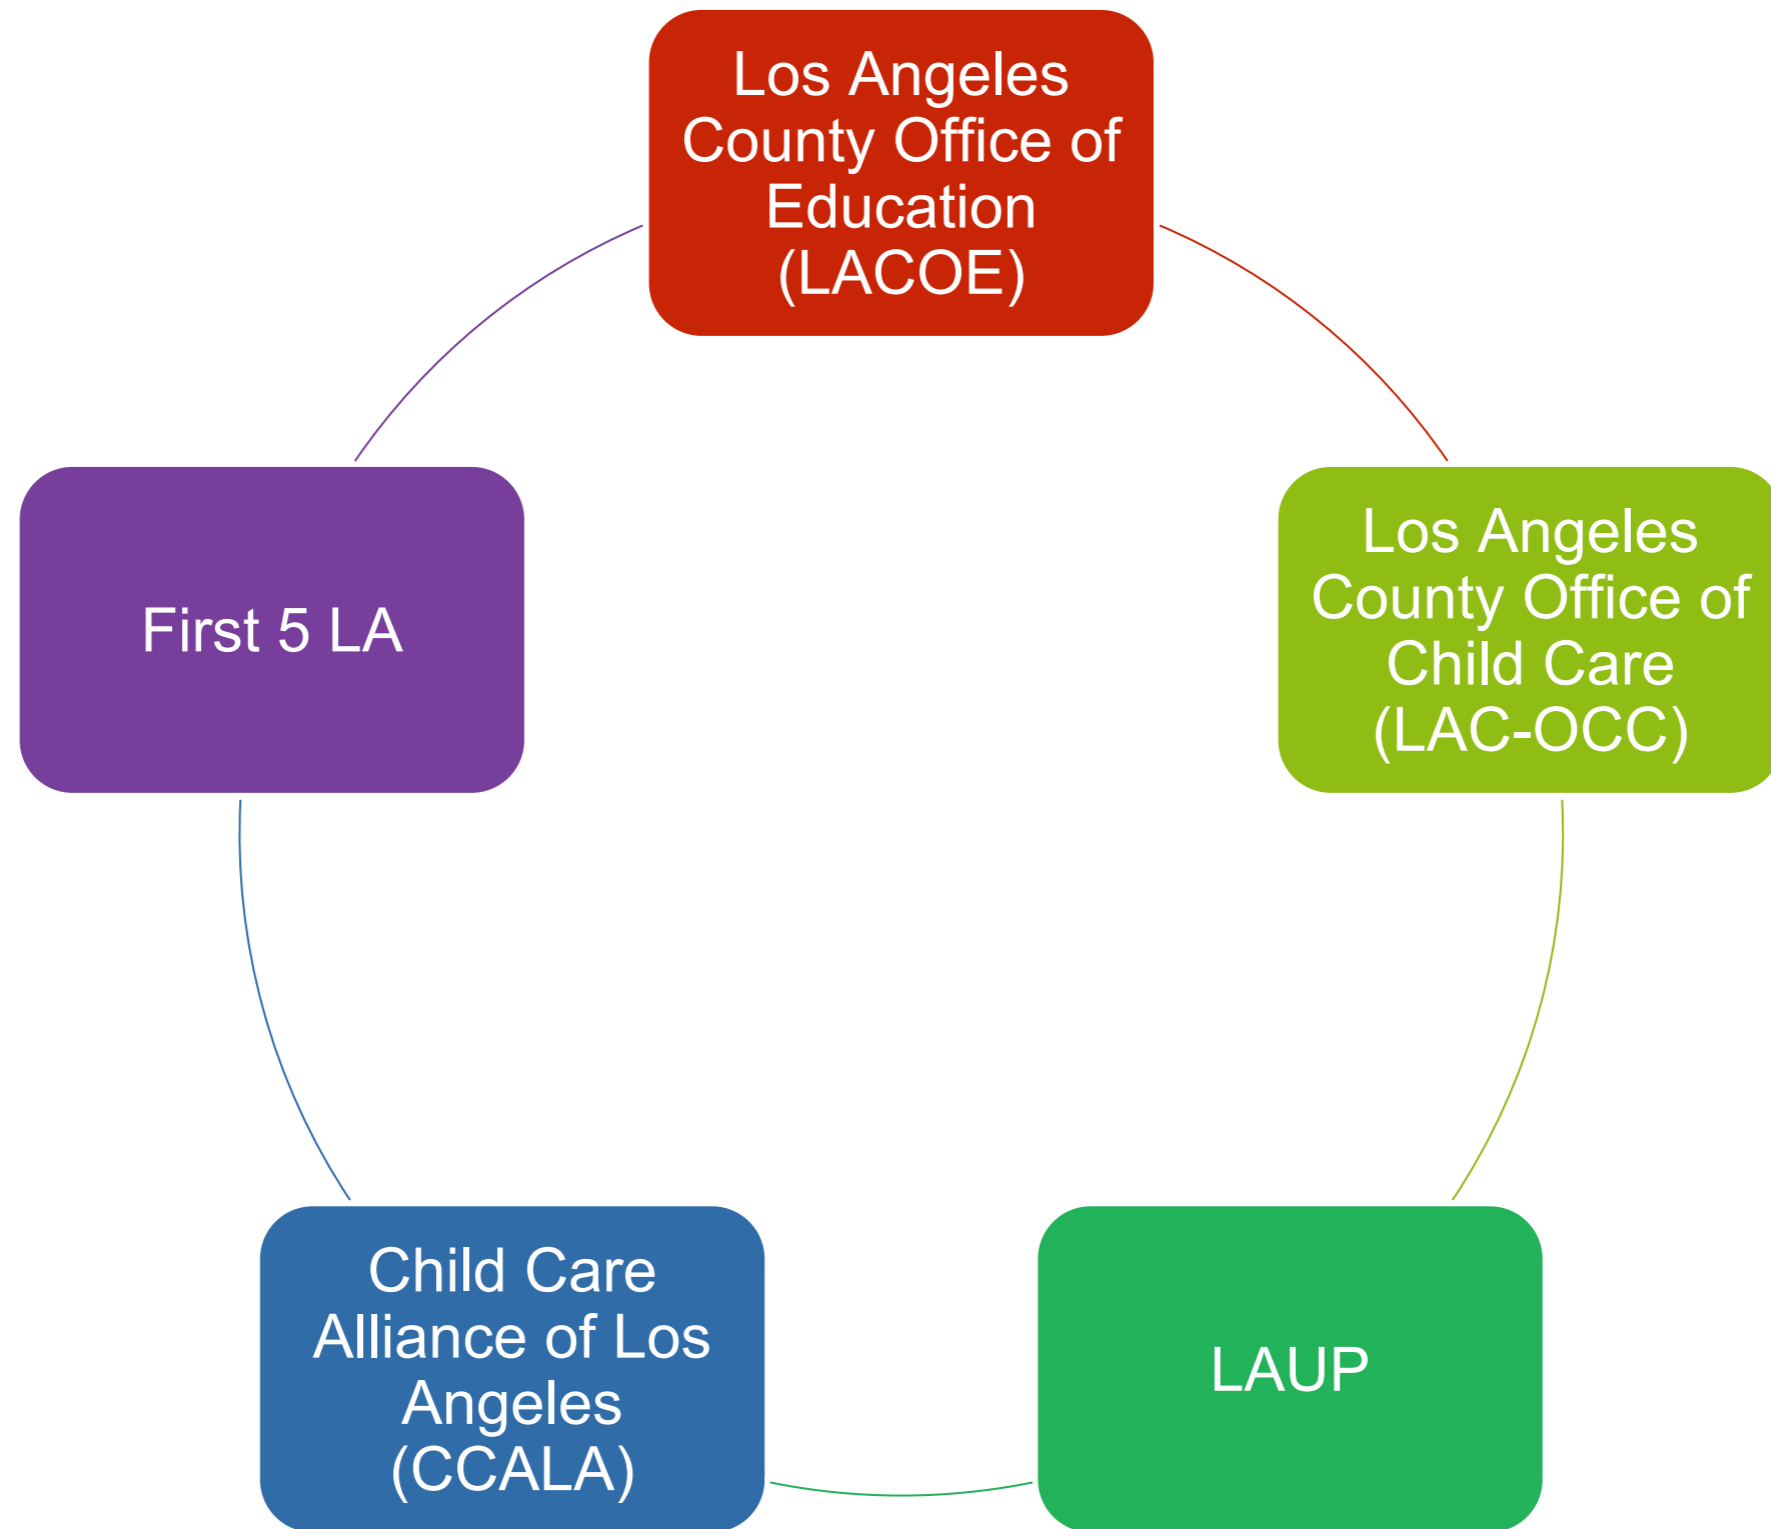 Los Angeles
County Office of
Education
(LACOE)
First 5 LA
Los Angeles
County Office of
Child Care
(LAC-OCC)
Child Care
Alliance of Los
Angeles
(CCALA)
LAUP